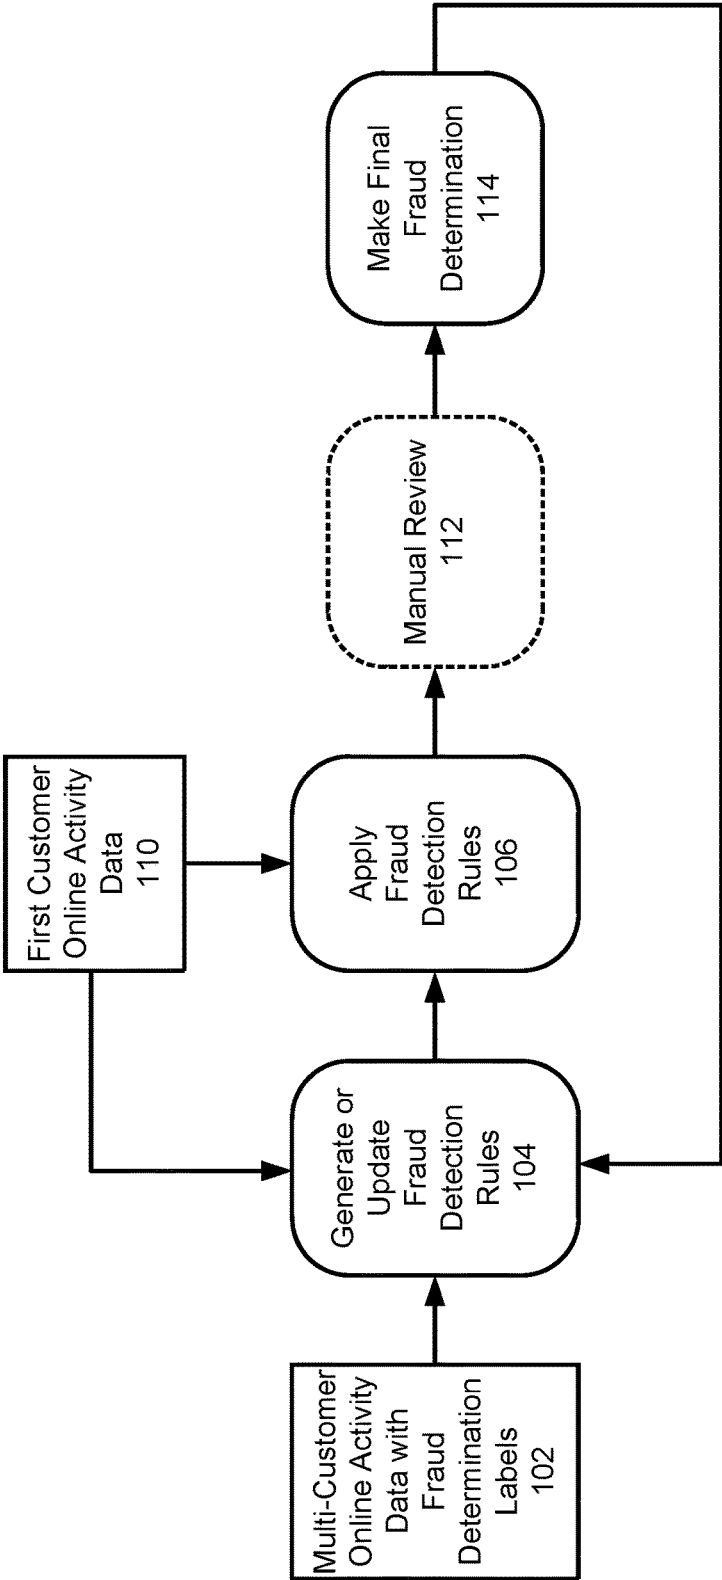 Multi-Customer
Online Activity
Data with
Fraud
Determination
Labels
102
Generate or
Update
Fraud
Detection
Rules
104
First Customer
Online Activity
Data
110
Apply
Fraud
Detection
Rules
106
Manual Review
112
Make Final
Fraud
Determination
114